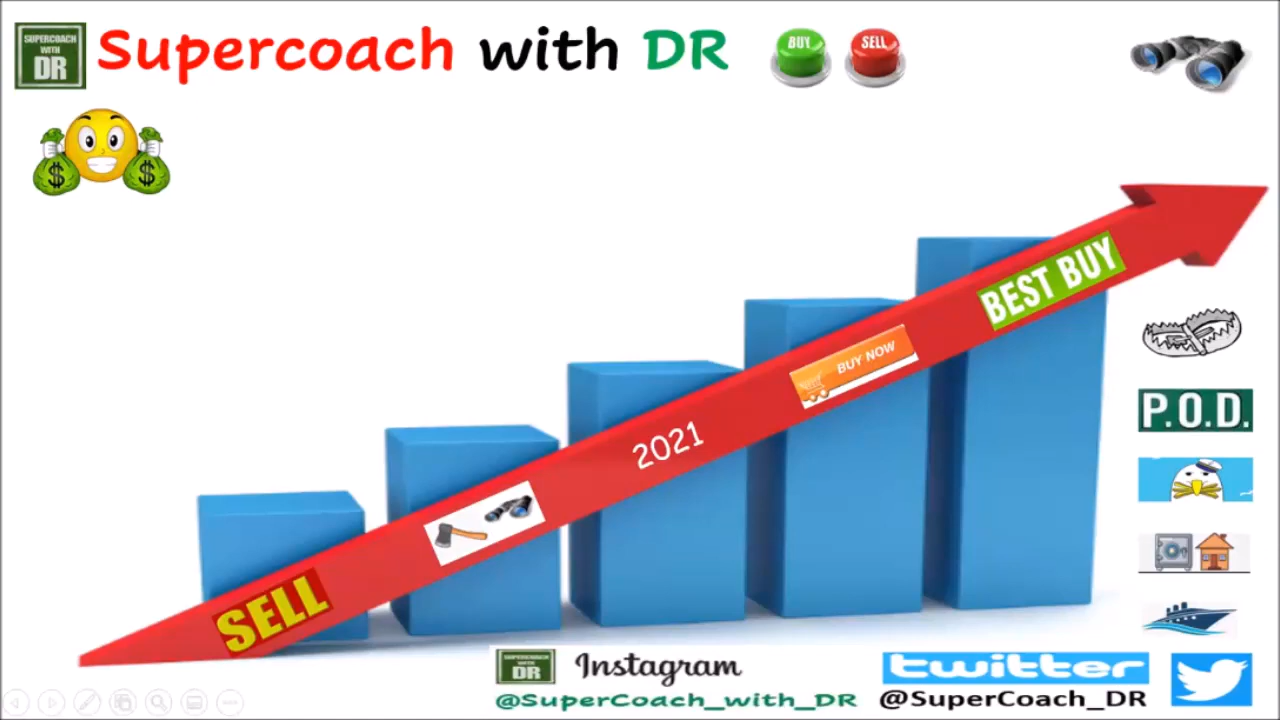 SUPERCOACH
WITH
DR
Supercoach with DR
BUY
SELL
$ $
BEST BUY
BUY NOW
2021
P.O.D.
SELL
SUPERCOACH
WITH
DR
Instagram
twitter
@SuperCoach_with_DR
@SuperCoach_DR